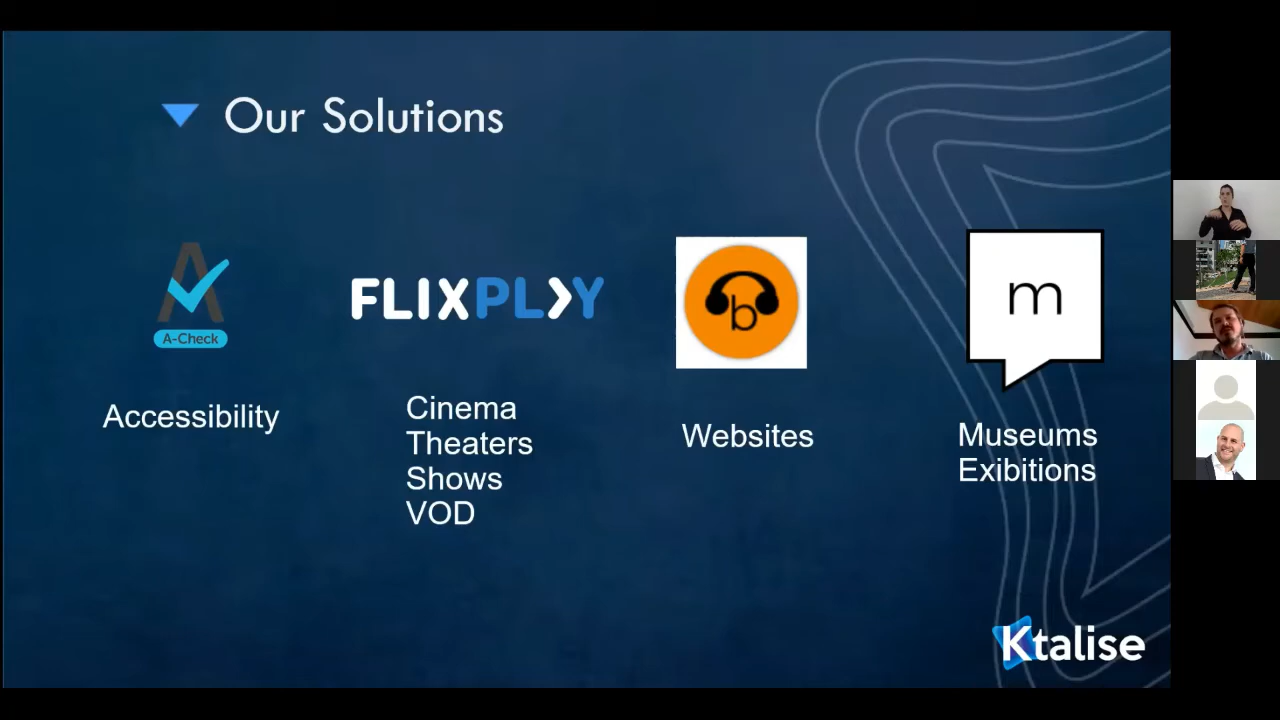 Our Solutions
A-Check
Accessibility
FLIXPLAY
Cinema
Theaters
Shows
VOD
b
Websites
m
Museums
Exibitions
Ktalise